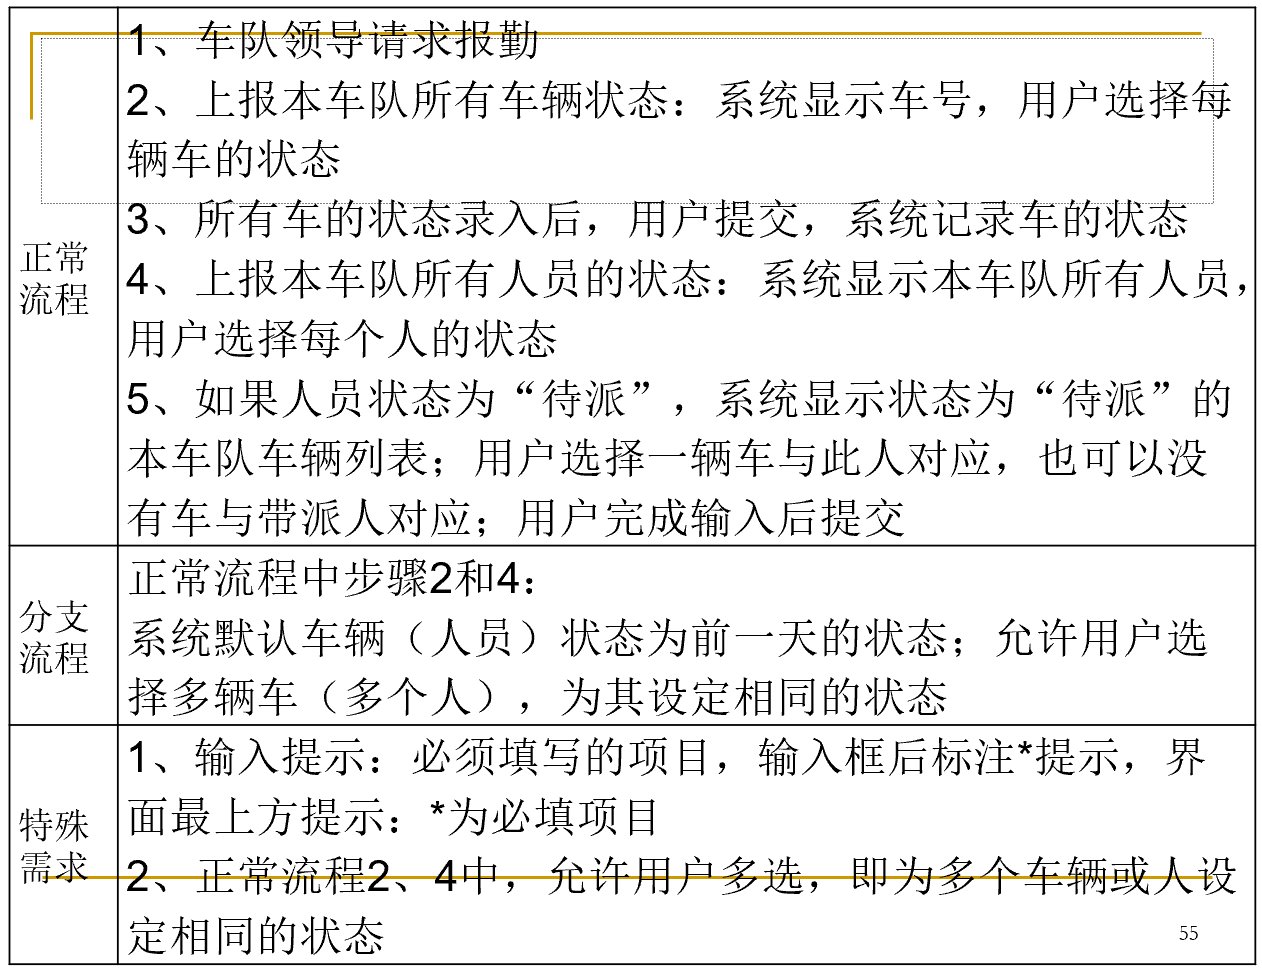 正常
流程
1、车队领导请求报勤
2、上报本车队所有车辆状态：系统显示车号，用户选择每
辆车的状态
3、所有车的状态录入后，用户提交，系统记录车的状态
4、上报本车队所有人员的状态：系统显示本车队所有人员，
用户选择每个人的状态
5、如果人员状态为“待派”，系统显示状态为“待派”的
本车队车辆列表；用户选择一辆车与此人对应，也可以没
有车与带派人对应；用户完成输入后提交
分支
流程
正常流程中步骤2和4：
系统默认车辆（人员）状态为前一天的状态；允许用户选
择多辆车（多个人），为其设定相同的状态
特殊
需求
1、输入提示：必须填写的项目，输入框后标注*提示，界
面最上方提示：*为必填项目
2、正常流程2、4中，允许用户多选，即为多个车辆或人设
定相同的状态
55